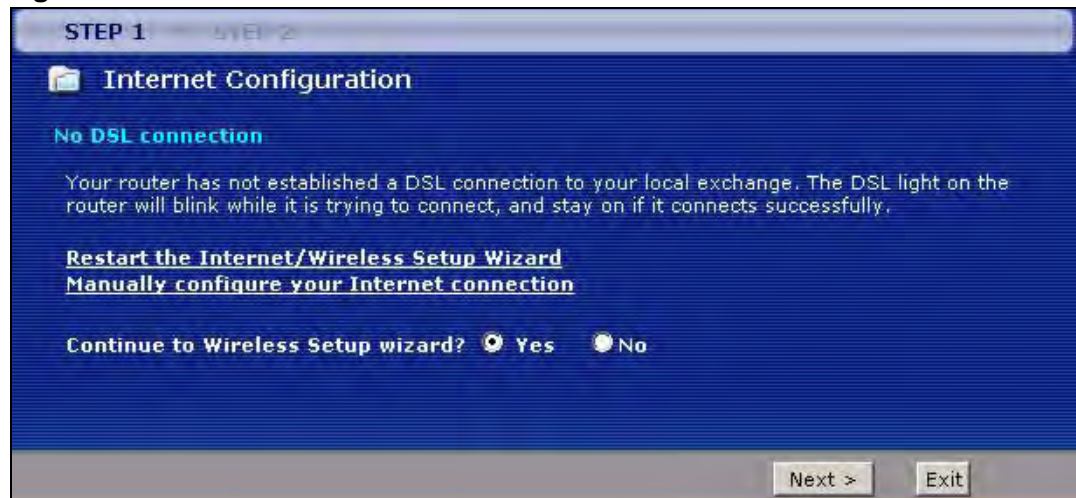 STEP 1 STEP 2
Internet Configuration
No DSL connection
Your router has not established a DSL connection to your local exchange. The DSL light on the
router will blink while it is trying to connect, and stay on if it connects successfully.
Restart the Internet/Wireless Setup Wizard
Manually configure your Internet connection
Continue to Wireless Setup wizard? Yes No
Next > Exit